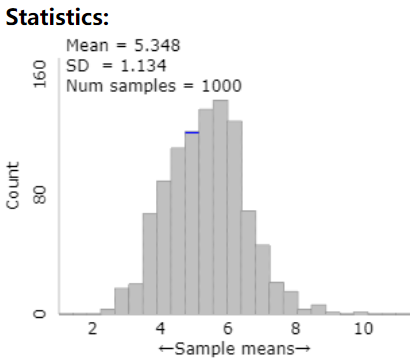 Statistics:
Mean = 5.348
SD = 1.134
Num samples = 1000
160
80
0
Count
2 4 6 8 10
←Sample means→